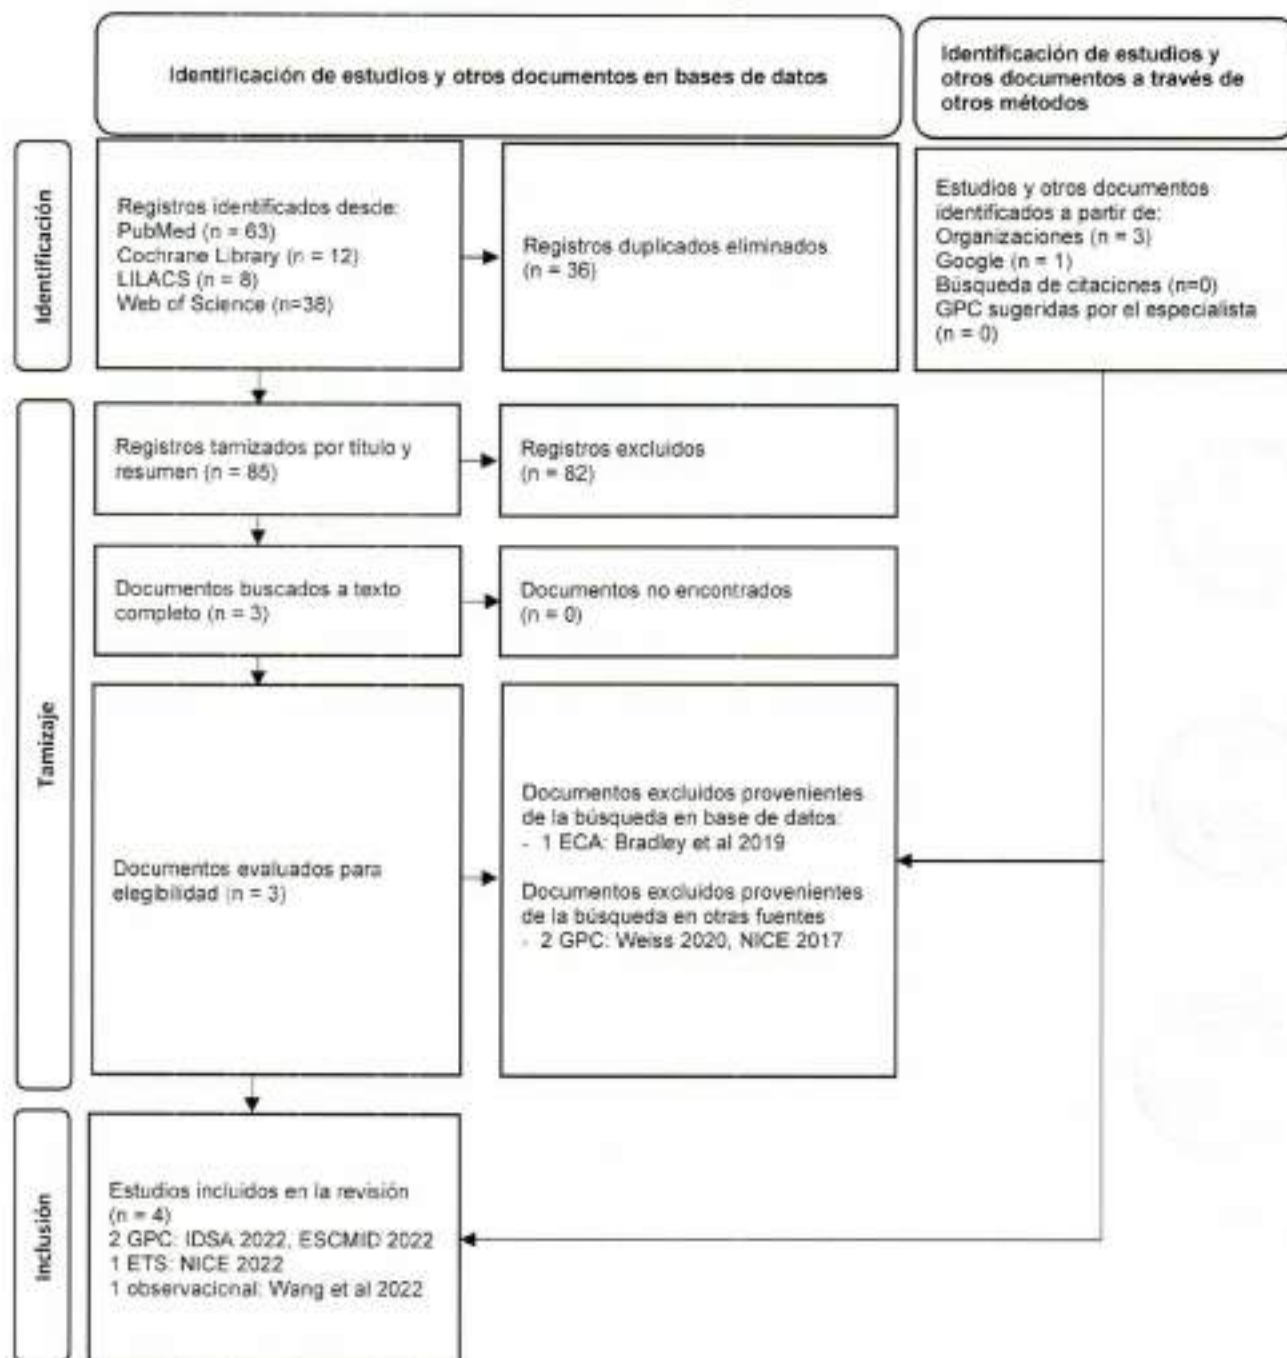 Identificación de estudios y otros documentos en bases de datos
Identificación de estudios y
otros documentos a través de
otros métodos
Identificación
Registros identificados desde:
PubMed (n = 63)
Cochrane Library (n = 12)
LILACS (n = 8)
Web of Science (n=38)
Registros duplicados eliminados
(n = 36)
Estudios y otros documentos
identificados a partir de:
Organizaciones (n = 3)
Google (n = 1)
Búsqueda de citaciones (n=0)
GPC sugeridas por el especialista
(n = 0)
Tamizaje
Registros tamizados por título y
resumen (n = 85)
Registros excluidos
(n = 82)
Documentos buscados a texto
completo (n = 3)
Documentos no encontrados
(n = 0)
Documentos evaluados para
elegibilidad (n = 3)
Documentos excluidos provenientes
de la búsqueda en base de datos:
- 1 ECA: Bradley et al 2019
Documentos excluidos provenientes
de la búsqueda en otras fuentes
- 2 GPC: Weiss 2020, NICE 2017
Inclusión
Estudios incluidos en la revisión
(n = 4)
2 GPC: IDSA 2022, ESCMID 2022
1 ETS: NICE 2022
1 observacional: Wang et al 2022